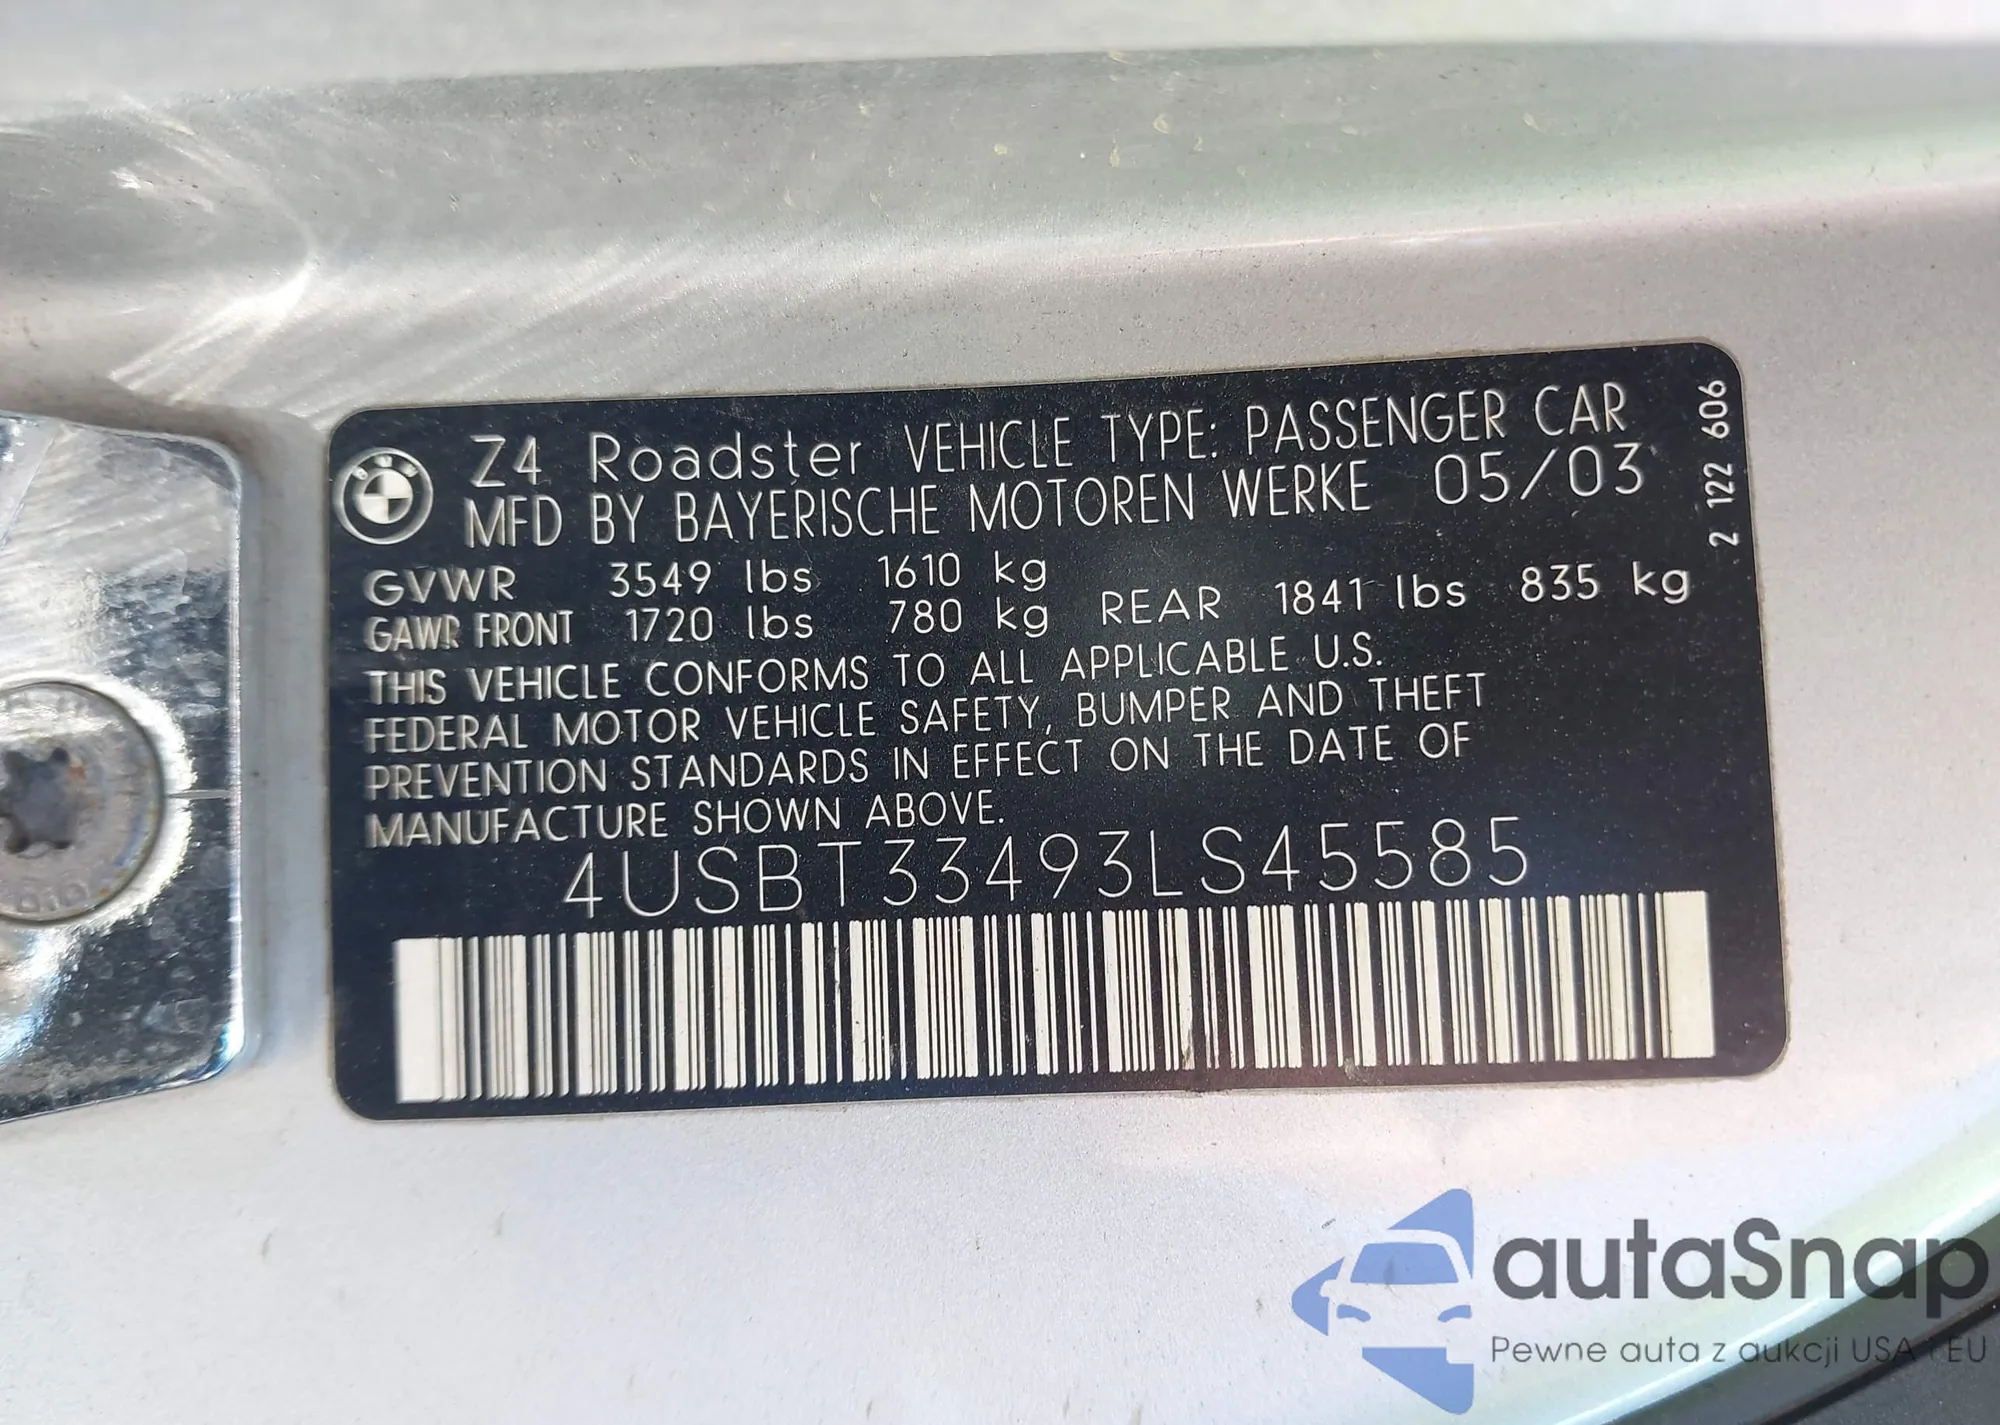 Z4 Roadster VEHICLE TYPE: PASSENGER CAR
MFD BY BAYERISCHE MOTOREN WERKE 05/03
2 122 606
BMW
GVWR 3549 lbs 1610 kg
GAWR FRONT 1720 lbs 780 kg REAR 1841 lbs 835 kg
THIS VEHICLE CONFORMS TO ALL APPLICABLE U.S.
FEDERAL MOTOR VEHICLE SAFETY, BUMPER AND THEFT
PREVENTION STANDARDS IN EFFECT ON THE DATE OF
MANUFACTURE SHOWN ABOVE.
4USBT33493LS45585
autaSnap
Pewne auta z aukcji USA i EU